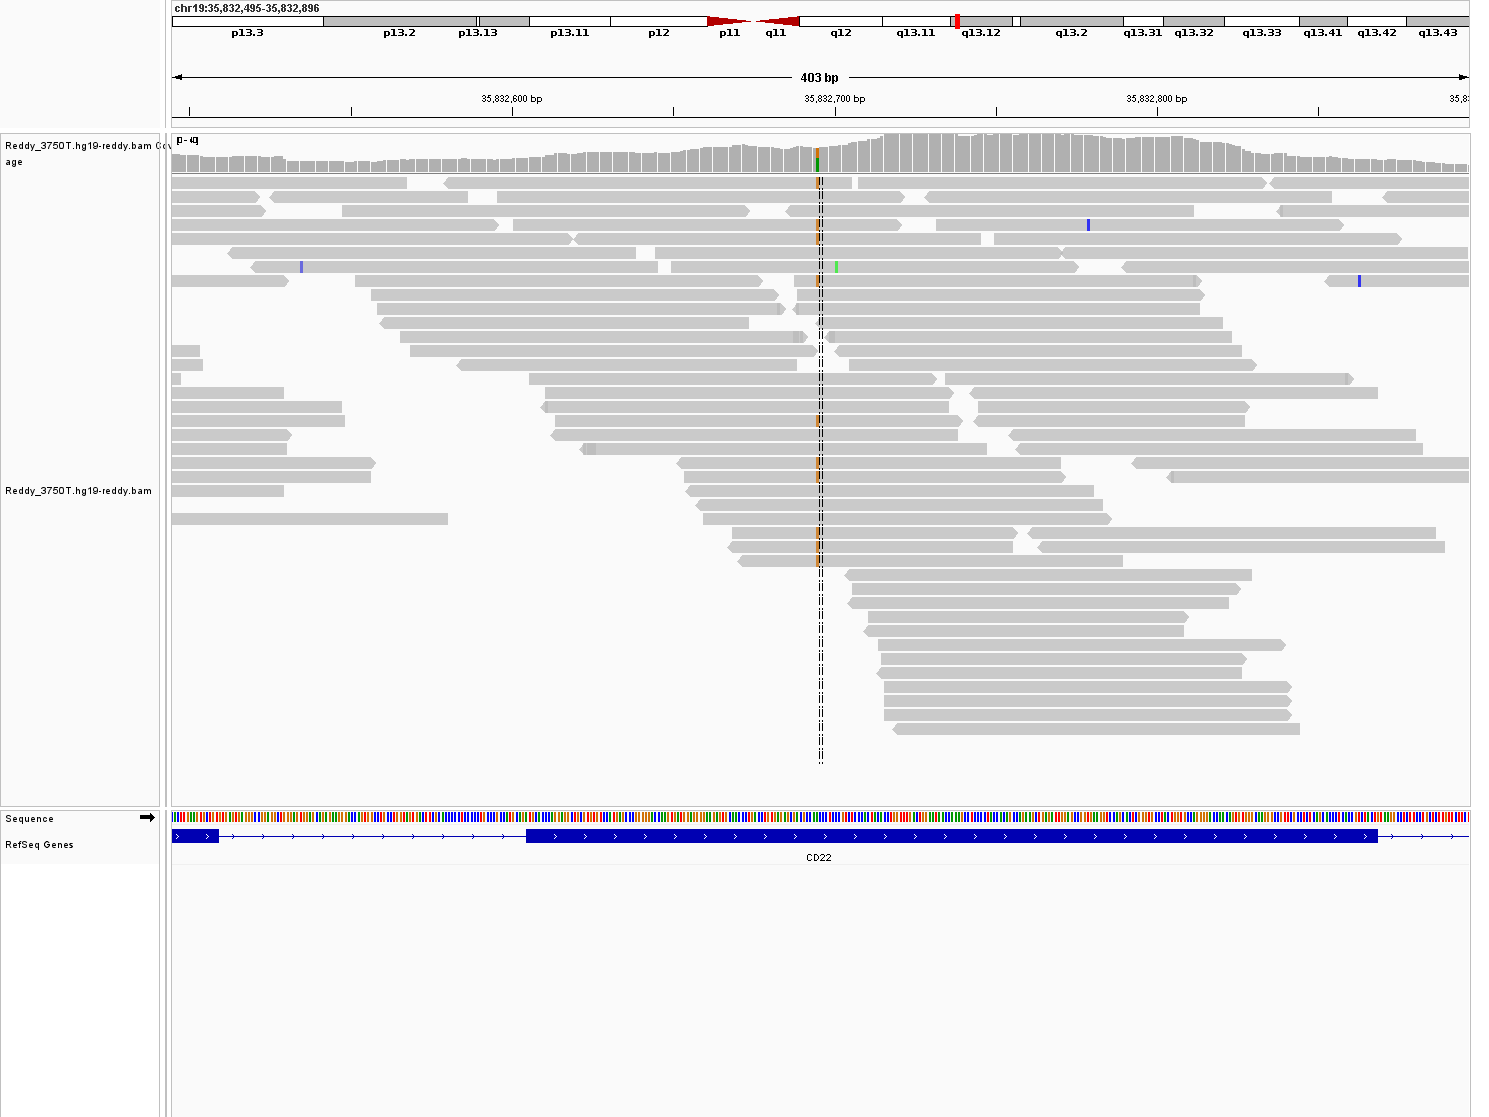 chr19:35,832,495-35,832,896
p13.3 p13.2 p13.13 p13.11 p12 p11 q11 q12 q13.11 q13.12 q13.2 q13.31 q13.32 q13.33 q13.41 q13.42 q13.43
403 bp
35,832,600 bp 35,832,700 bp 35,832,800 bp 35,8
Reddy_3750T.hg19-reddy.bam Cov
age
Reddy_3750T.hg19-reddy.bam
Sequence
RefSeq Genes
CD22